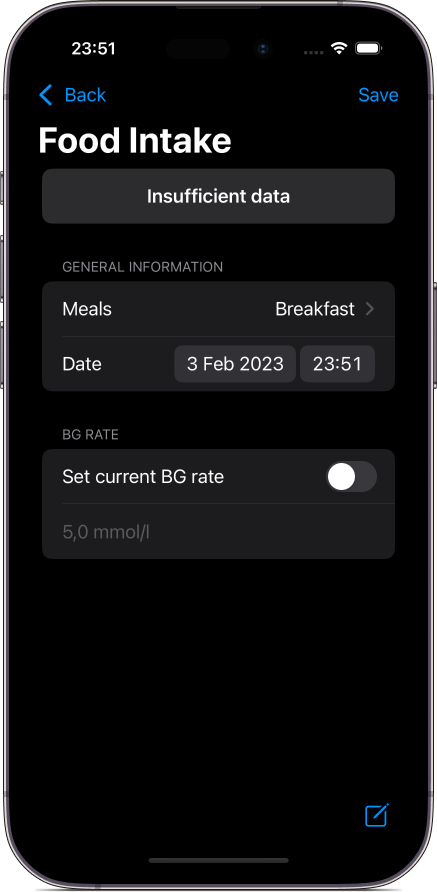 23:51
Back Save
Food Intake
Insufficient data
GENERAL INFORMATION
Meals Breakfast
Date 3 Feb 2023 23:51
BG RATE
Set current BG rate
5,0 mmol/l